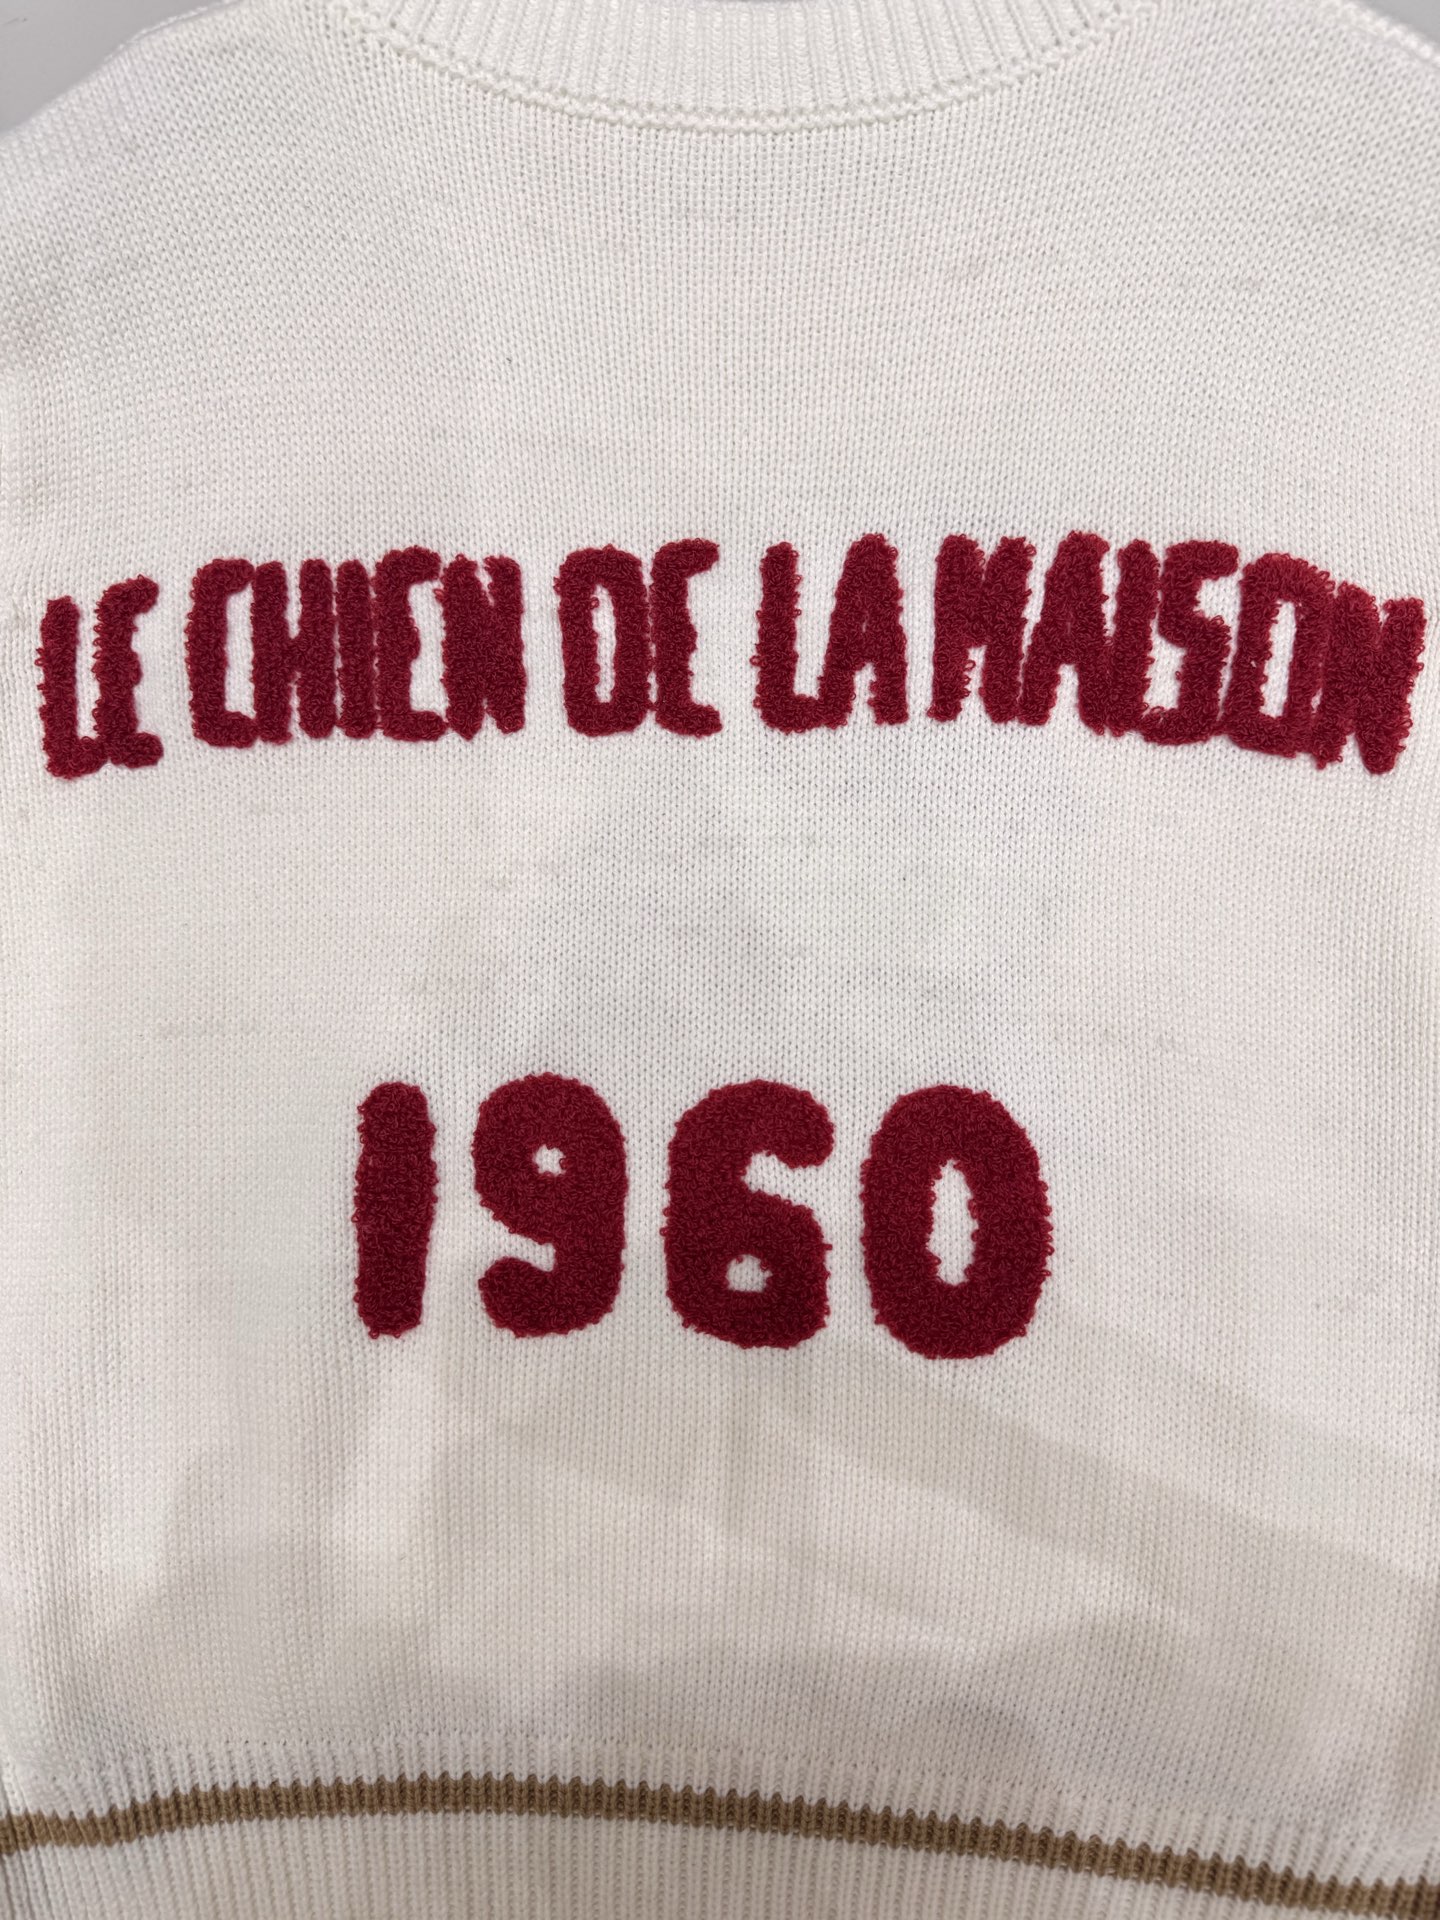 LE CHIEN DE LA MAISON
1960